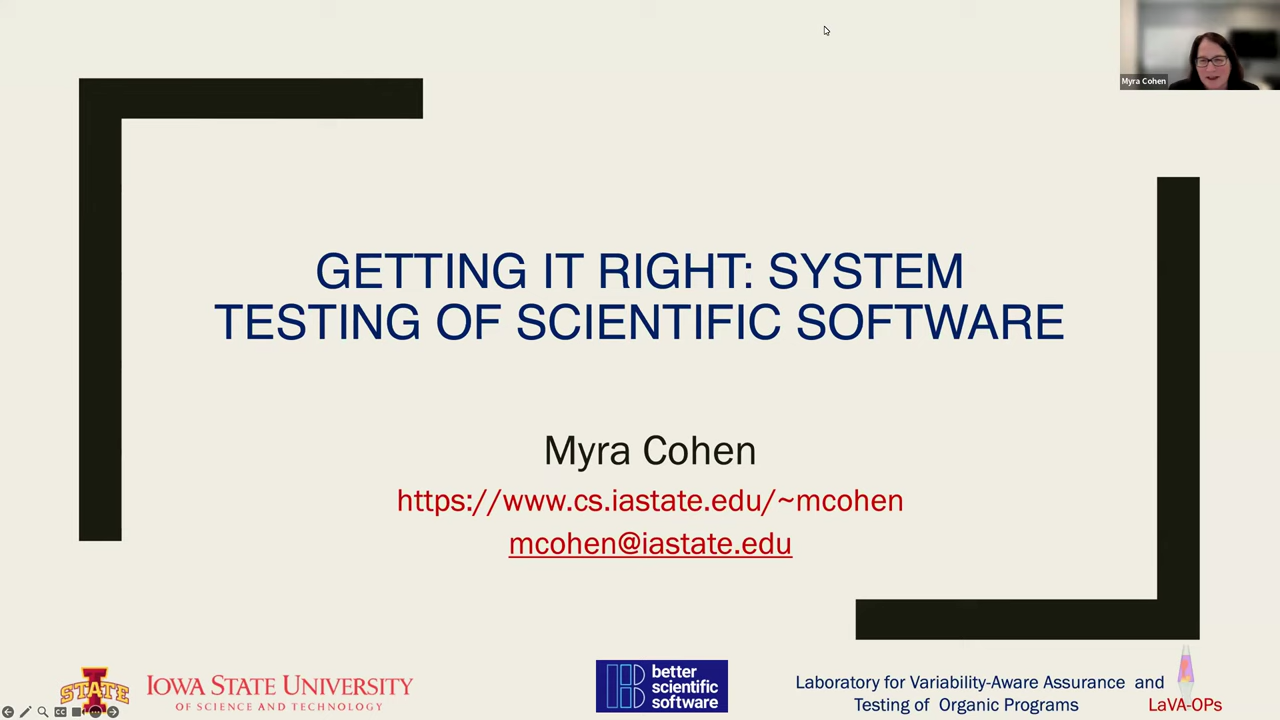 Myra Cohen
GETTING IT RIGHT: SYSTEM
TESTING OF SCIENTIFIC SOFTWARE
Myra Cohen
https://www.cs.iastate.edu/~mcohen
mcohen@iastate.edu
STATE
IOWA STATE UNIVERSITY
OF SCIENCE AND TECHNOLOGY
better
scientific
software
Laboratory for Variability-Aware Assurance and
Testing of Organic Programs
LaVA-OPs